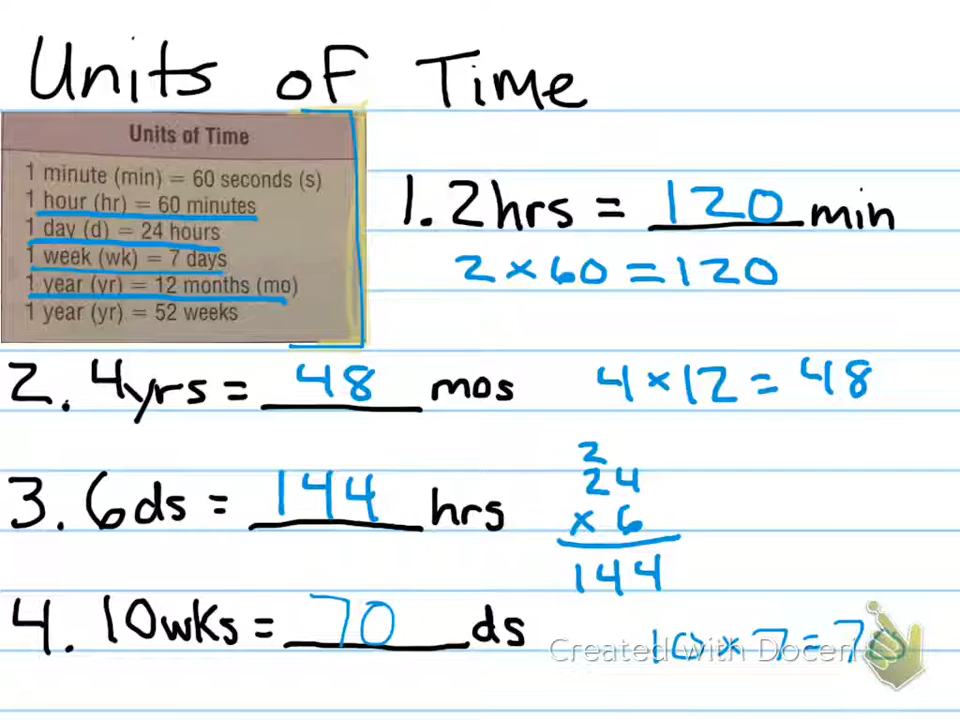 Units of Time
Units of Time
1 minute (min) = 60 seconds (s)
1 hour (hr) = 60 minutes
1 day (d) = 24 hours
1 week (wk) = 7 days
1 year (yr) = 12 months (mo)
1 year (yr) = 52 weeks
1. 2hrs = 120 min
2 × 60 = 120
2. 4yrs = 48 mos
4 × 12 = 48
3. 6ds = 144 hrs
2
24
× 6
144
4. 10wks = 70 ds
10 × 7 = 70
Created with Doceri